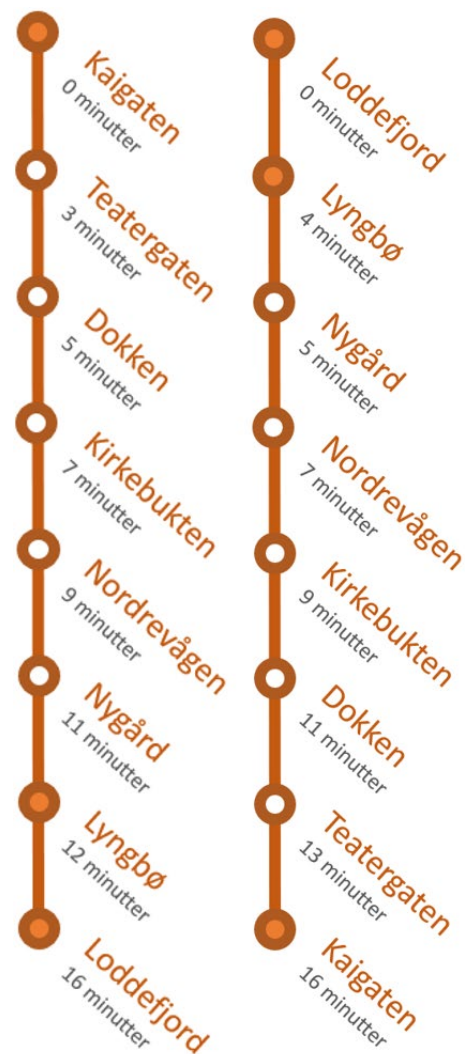 Kaigaten
0 minutter
Teatergaten
3 minutter
Dokken
5 minutter
Kirkebukten
7 minutter
Nordrevågen
9 minutter
Nygård
11 minutter
Lyngbø
12 minutter
Loddefjord
16 minutter
Loddefjord
0 minutter
Lyngbø
4 minutter
Nygård
5 minutter
Nordrevågen
7 minutter
Kirkebukten
9 minutter
Dokken
11 minutter
Teatergaten
13 minutter
Kaigaten
16 minutter